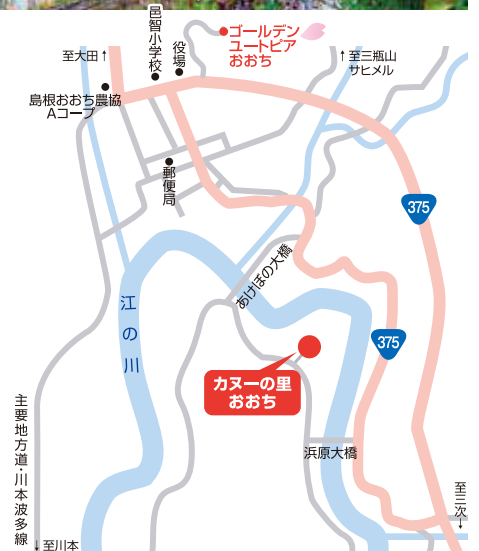 邑智小学校
役場
ゴールデン
ユートピア
おおち
至大田↑
↑至三瓶山
サヒメル
島根おおち農協
Aコープ
郵便局
375
あけぼの大橋
江の川
375
カヌーの里
おおち
主要地方道・川本波多線
浜原大橋
至三次↓
↓至川本